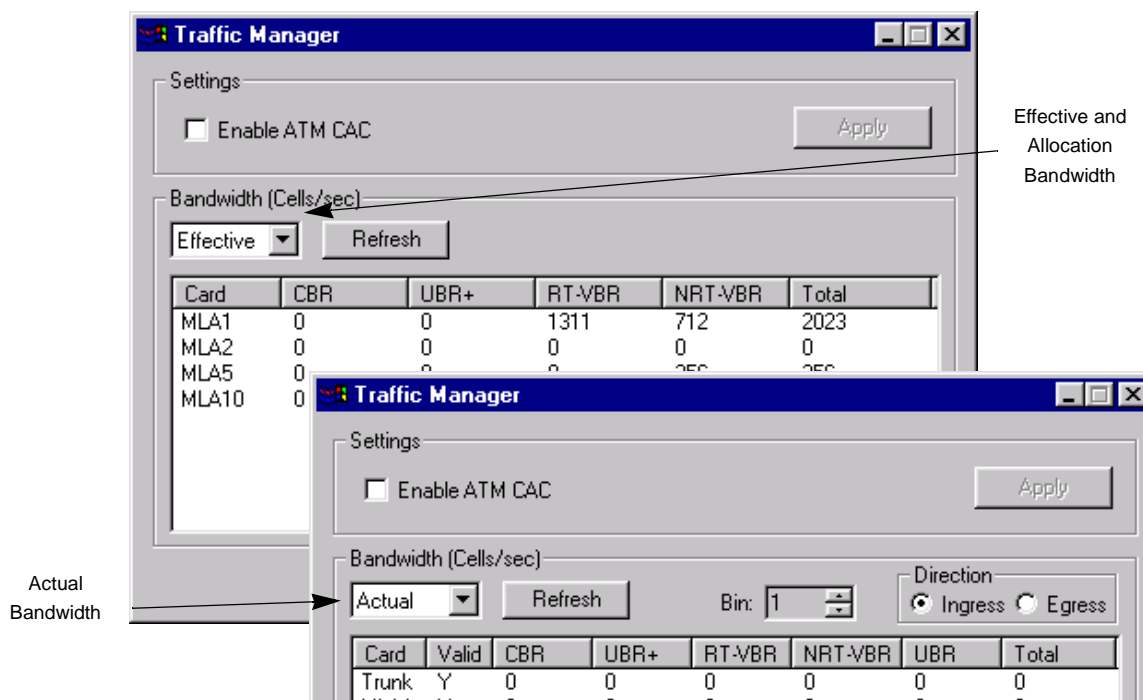 Traffic Manager
Settings
Enable ATM CAC
Apply
Effective and
Allocation
Bandwidth
Bandwidth (Cells/sec)
Effective Refresh
Card CBR UBR+ RT-VBR NRT-VBR Total
MLA1 0 0 1311 712 2023
MLA2 0 0 0 0 0
MLA5 0
MLA10 0
Traffic Manager
Settings
Enable ATM CAC
Apply
Bandwidth (Cells/sec)
Actual
Bandwidth
Actual Refresh Bin: 1
Direction
Ingress Egress
Card Valid CBR UBR+ RT-VBR NRT-VBR UBR Total
Trunk Y 0 0 0 0 0 0